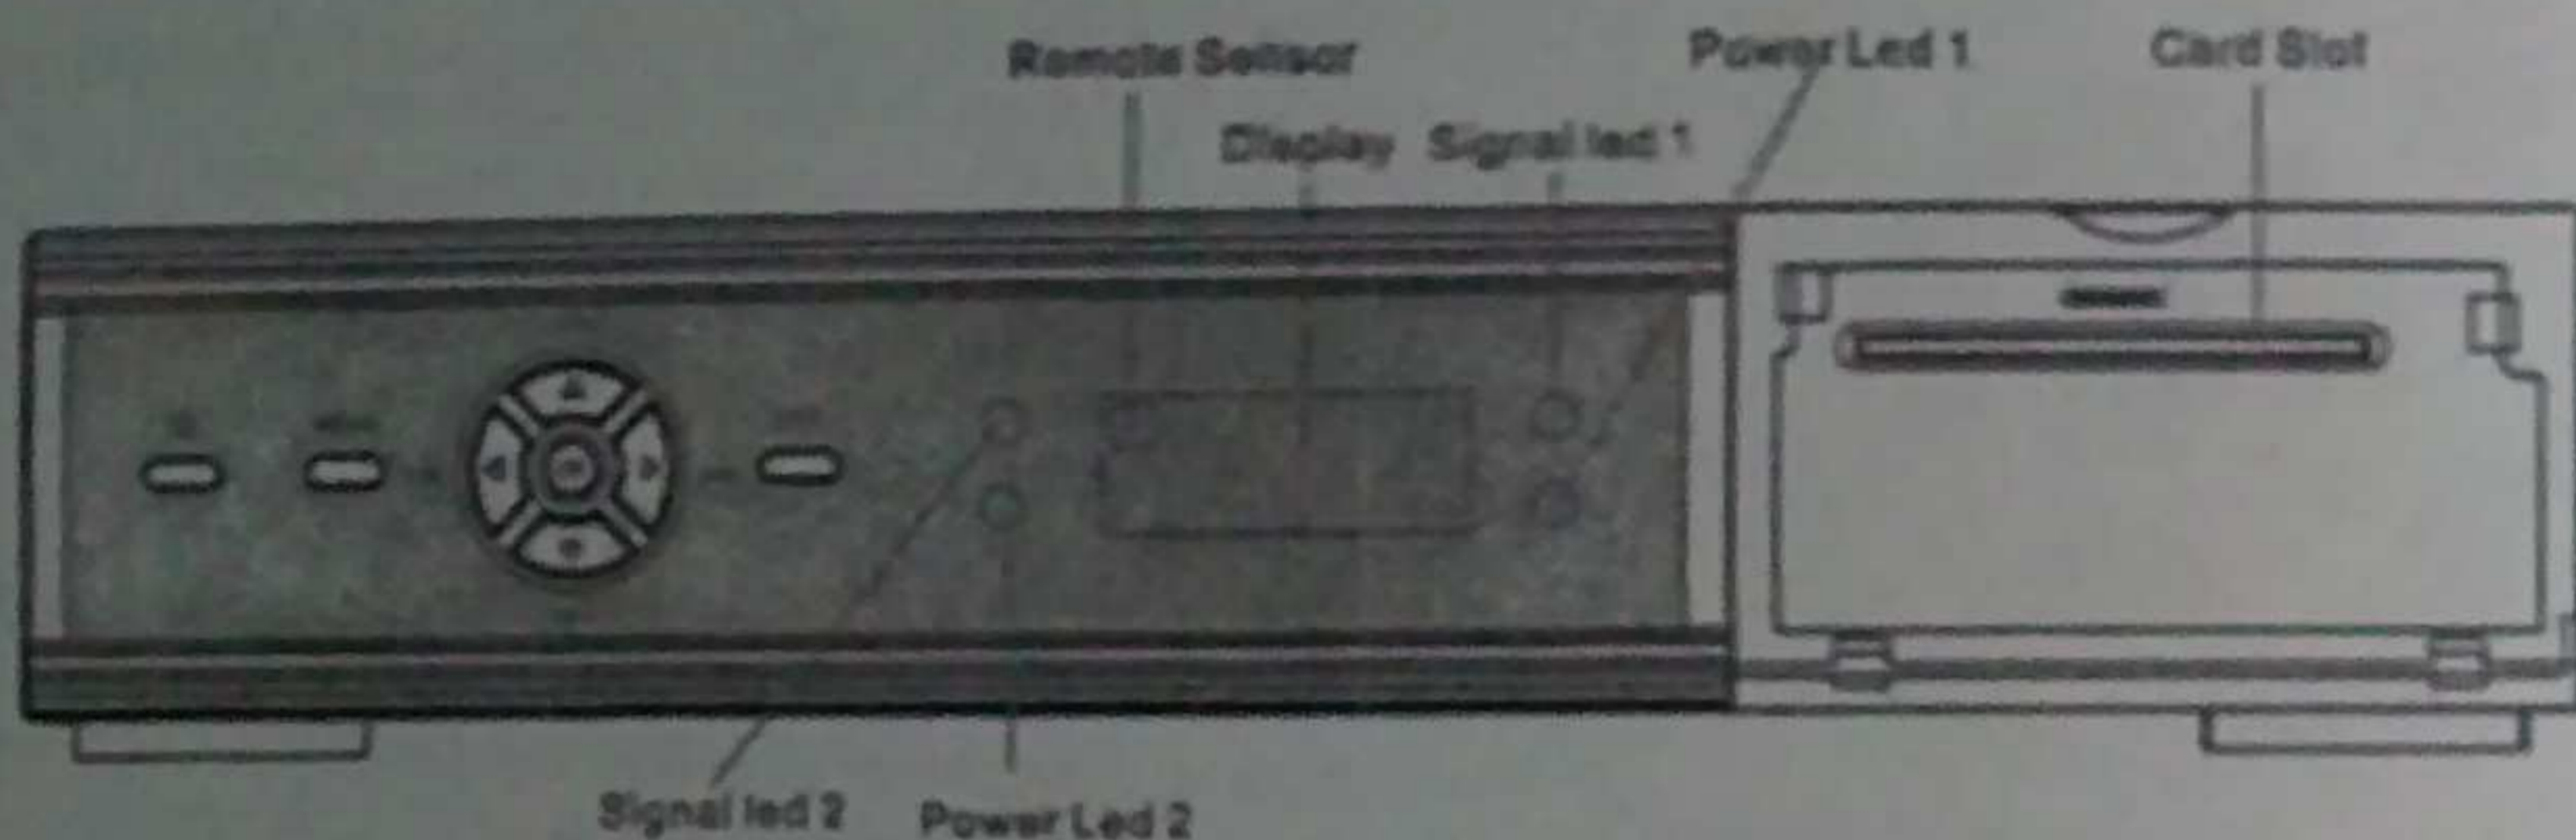 Remote Sensor
Power Led 1
Card Slot
Display
Signal led 1
Signal led 2
Power Led 2